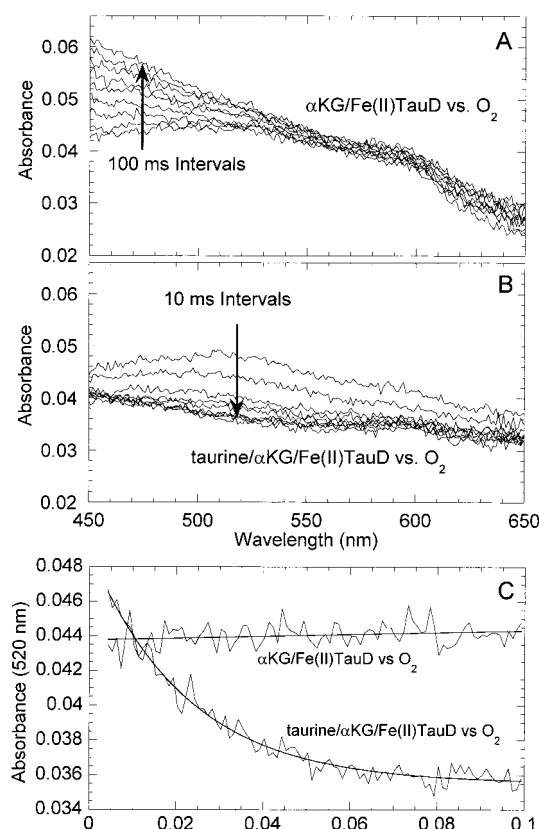 A
0.06
0.05
0.04
0.03
0.02
Absorbance
αKG/Fe(II)TauD vs. O2
100 ms Intervals
B
0.06
0.05
0.04
0.03
0.02
Absorbance
10 ms Intervals
taurine/αKG/Fe(II)TauD vs. O2
450 500 550 600 650
Wavelength (nm)
C
0.048
0.046
0.044
0.042
0.04
0.038
0.036
0.034
Absorbance (520 nm)
αKG/Fe(II)TauD vs O2
taurine/αKG/Fe(II)TauD vs O2
0 0.02 0.04 0.06 0.08 0.1